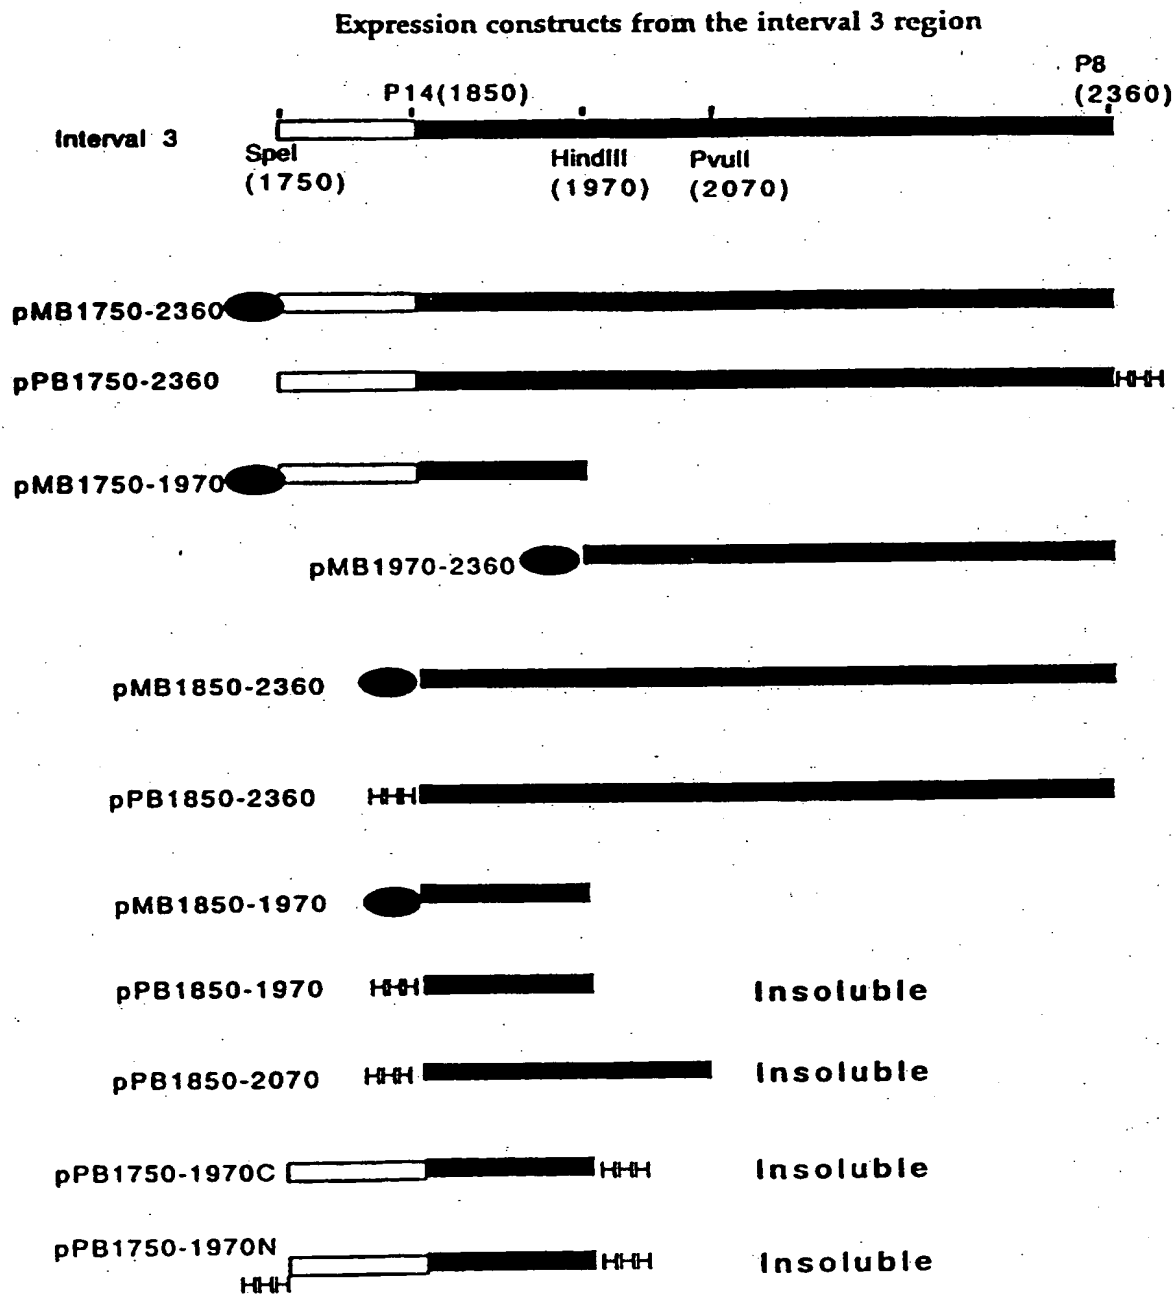 Expression constructs from the interval 3 region
P8
P14(1850)
(2360)
Interval 3
SpeI
(1750)
HindIII
(1970)
PvuII
(2070)
pMB1750-2360
pPB1750-2360
HHH
pMB1750-1970
pMB1970-2360
pMB1850-2360
pPB1850-2360
HHH
pMB1850-1970
pPB1850-1970
HHH
Insoluble
pPB1850-2070
HHH
Insoluble
pPB1750-1970C
HHH
Insoluble
pPB1750-1970N
HHH
HHH
Insoluble